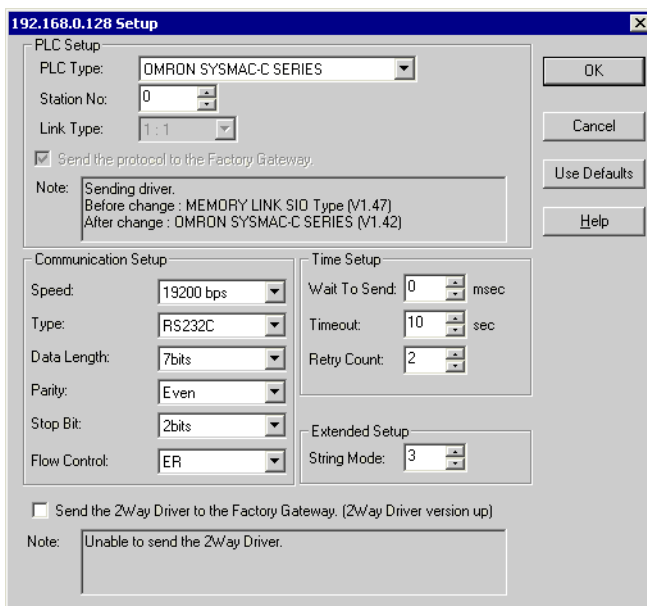 192.168.0.128 Setup
PLC Setup
PLC Type: OMRON SYSMAC-C SERIES
OK
Station No: 0
Link Type: 1 : 1
Cancel
Send the protocol to the Factory Gateway.
Use Defaults
Note: Sending driver.
Before change : MEMORY LINK SIO Type (V1.47)
After change : OMRON SYSMAC-C SERIES (V1.42)
Help
Communication Setup
Speed: 19200 bps
Type: RS232C
Data Length: 7bits
Parity: Even
Stop Bit: 2bits
Flow Control: ER
Time Setup
Wait To Send: 0 msec
Timeout: 10 sec
Retry Count: 2
Extended Setup
String Mode: 3
Send the 2Way Driver to the Factory Gateway. (2Way Driver version up)
Note: Unable to send the 2Way Driver.